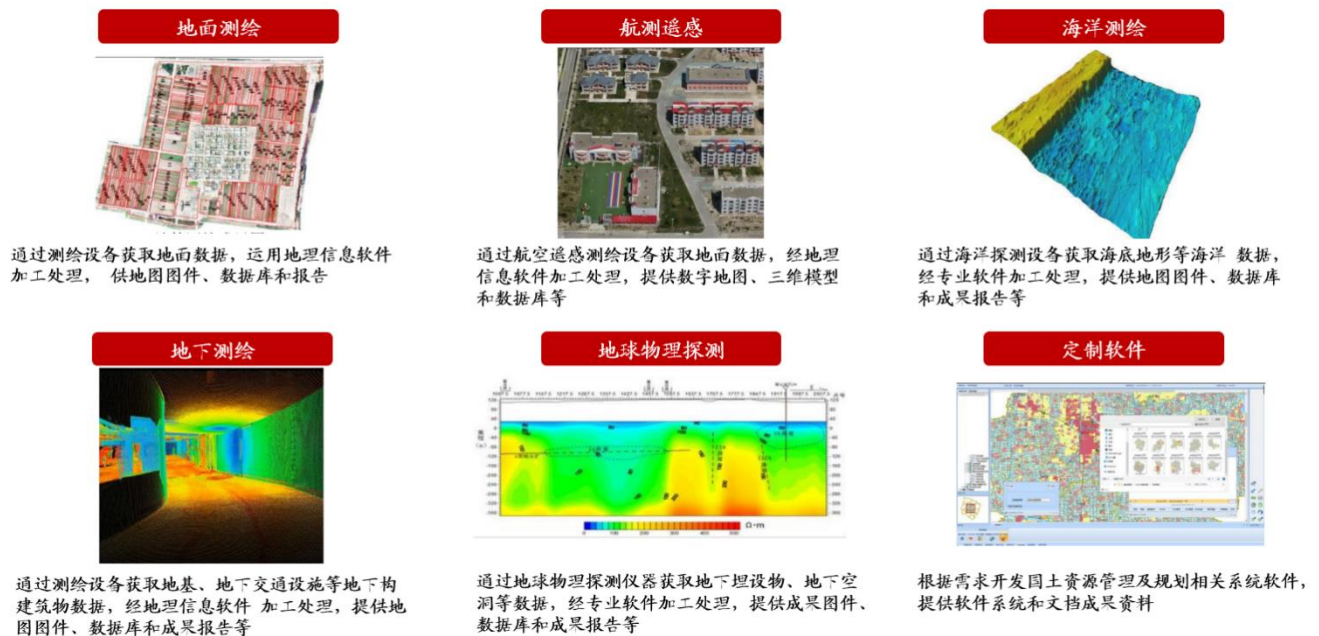 地面测绘
航测遥感
海洋测绘
通过测绘设备获取地面数据，运用地理信息软件
加工处理， 供地图图件、数据库和报告
通过航空遥感测绘设备获取地面数据，经地理
信息软件加工处理，提供数字地图、三维模型
和数据库等
通过海洋探测设备获取海底地形等海洋 数据，
经专业软件加工处理，提供地图图件、数据库
和成果报告等
地下测绘
地球物理探测
定制软件
Ω·m
通过测绘设备获取地基、地下交通设施等地下构
建筑物数据，经地理信息软件 加工处理，提供地
图图件、数据库和成果报告等
通过地球物理探测仪器获取地下埋设物、地下空
洞等数据，经专业软件加工处理，提供成果图件、
数据库和成果报告等
根据需求开发国土资源管理及规划相关系统软件，
提供软件系统和文档成果资料